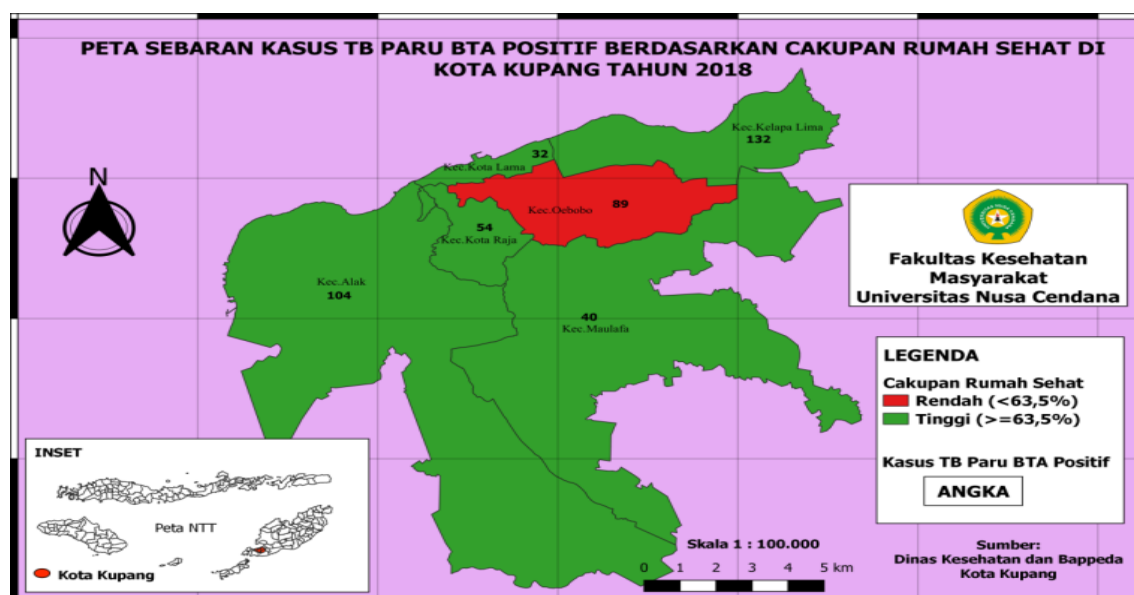 PETA SEBARAN KASUS TB PARU BTA POSITIF BERDASARKAN CAKUPAN RUMAH SEHAT DI
KOTA KUPANG TAHUN 2018
N
Kec.Kelapa Lima
132
32
Kec.Kota Lama
Kec.Oebobo
89
54
Kec.Kota Raja
Kec.Alak
104
40
Kec.Maulafa
Fakultas Kesehatan
Masyarakat
Universitas Nusa Cendana
LEGENDA
Cakupan Rumah Sehat
Rendah (<63,5%)
Tinggi (>=63,5%)
Kasus TB Paru BTA Positif
ANGKA
INSET
Peta NTT
Kota Kupang
Skala 1 : 100.000
0 1 2 3 4 5 km
Sumber:
Dinas Kesehatan dan Bappeda
Kota Kupang